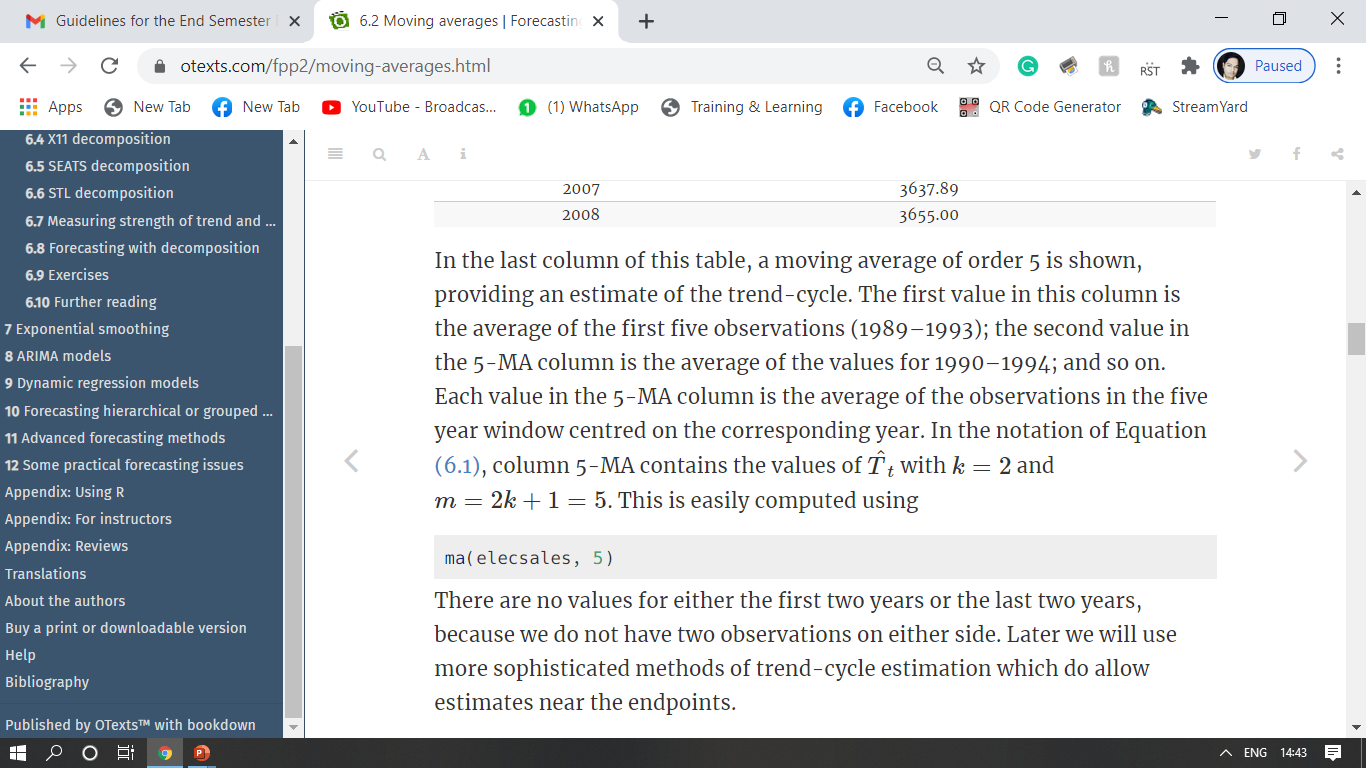 Guidelines for the End Semester
6.2 Moving averages | Forecastin
otexts.com/fpp2/moving-averages.html
RST
Paused
Apps
New Tab
New Tab
YouTube - Broadcas...
1
(1) WhatsApp
Training & Learning
Facebook
QR Code Generator
StreamYard
6.4 X11 decomposition
6.5 SEATS decomposition
6.6 STL decomposition
6.7 Measuring strength of trend and ...
6.8 Forecasting with decomposition
6.9 Exercises
6.10 Further reading
7 Exponential smoothing
8 ARIMA models
9 Dynamic regression models
10 Forecasting hierarchical or grouped ...
11 Advanced forecasting methods
12 Some practical forecasting issues
Appendix: Using R
Appendix: For instructors
Appendix: Reviews
Translations
About the authors
Buy a print or downloadable version
Help
Bibliography
Published by OTexts™ with bookdown
A
i
2007 3637.89
2008 3655.00
In the last column of this table, a moving average of order 5 is shown,
providing an estimate of the trend-cycle. The first value in this column is
the average of the first five observations (1989–1993); the second value in
the 5-MA column is the average of the values for 1990–1994; and so on.
Each value in the 5-MA column is the average of the observations in the five
year window centred on the corresponding year. In the notation of Equation
(6.1), column 5-MA contains the values of T̂ₜ with k = 2 and
m = 2k + 1 = 5. This is easily computed using
ma(elecsales, 5)
There are no values for either the first two years or the last two years,
because we do not have two observations on either side. Later we will use
more sophisticated methods of trend-cycle estimation which do allow
estimates near the endpoints.
ENG 14:43